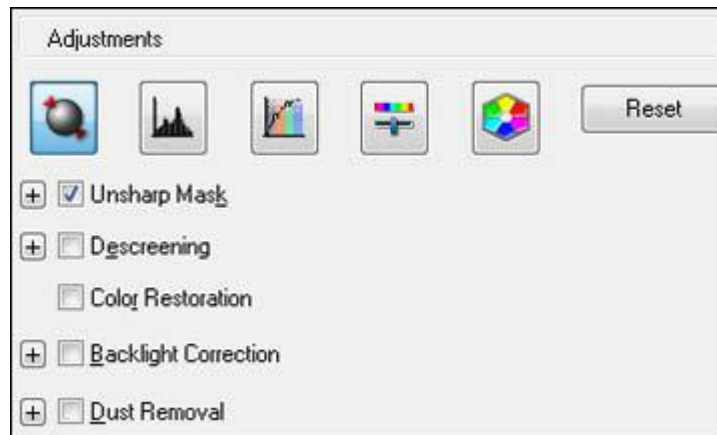 Adjustments
Reset
Unsharp Mask
Descreening
Color Restoration
Backlight Correction
Dust Removal